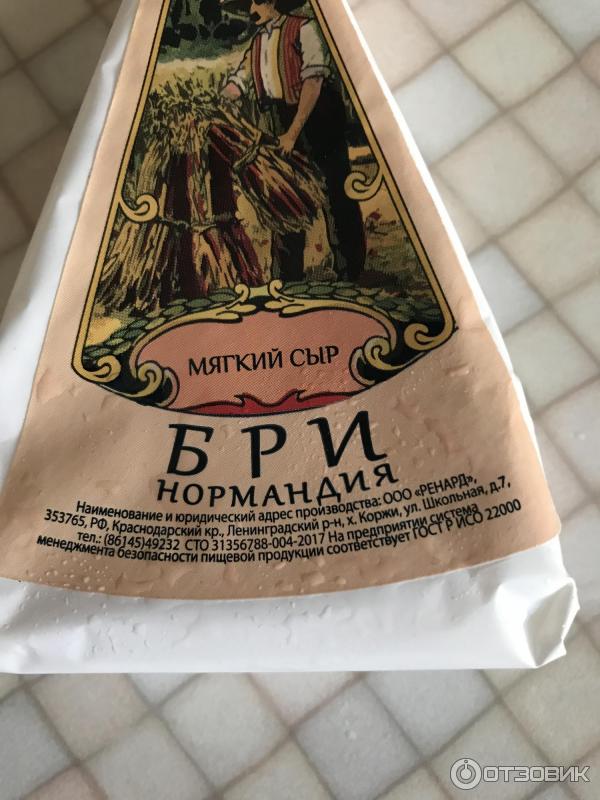 МЯГКИЙ СЫР
БРИ
НОРМАНДИЯ
Наименование и юридический адрес производства: ООО «РЕНАРД»,
353765, РФ, Краснодарский кр., Ленинградский р-н, х. Коржи, ул. Школьная, д.7,
тел.: (86145)49232 СТО 31356788-004-2017 На предприятии система
менеджмента безопасности пищевой продукции соответствует ГОСТ Р ИСО 22000
ОТЗОВИК